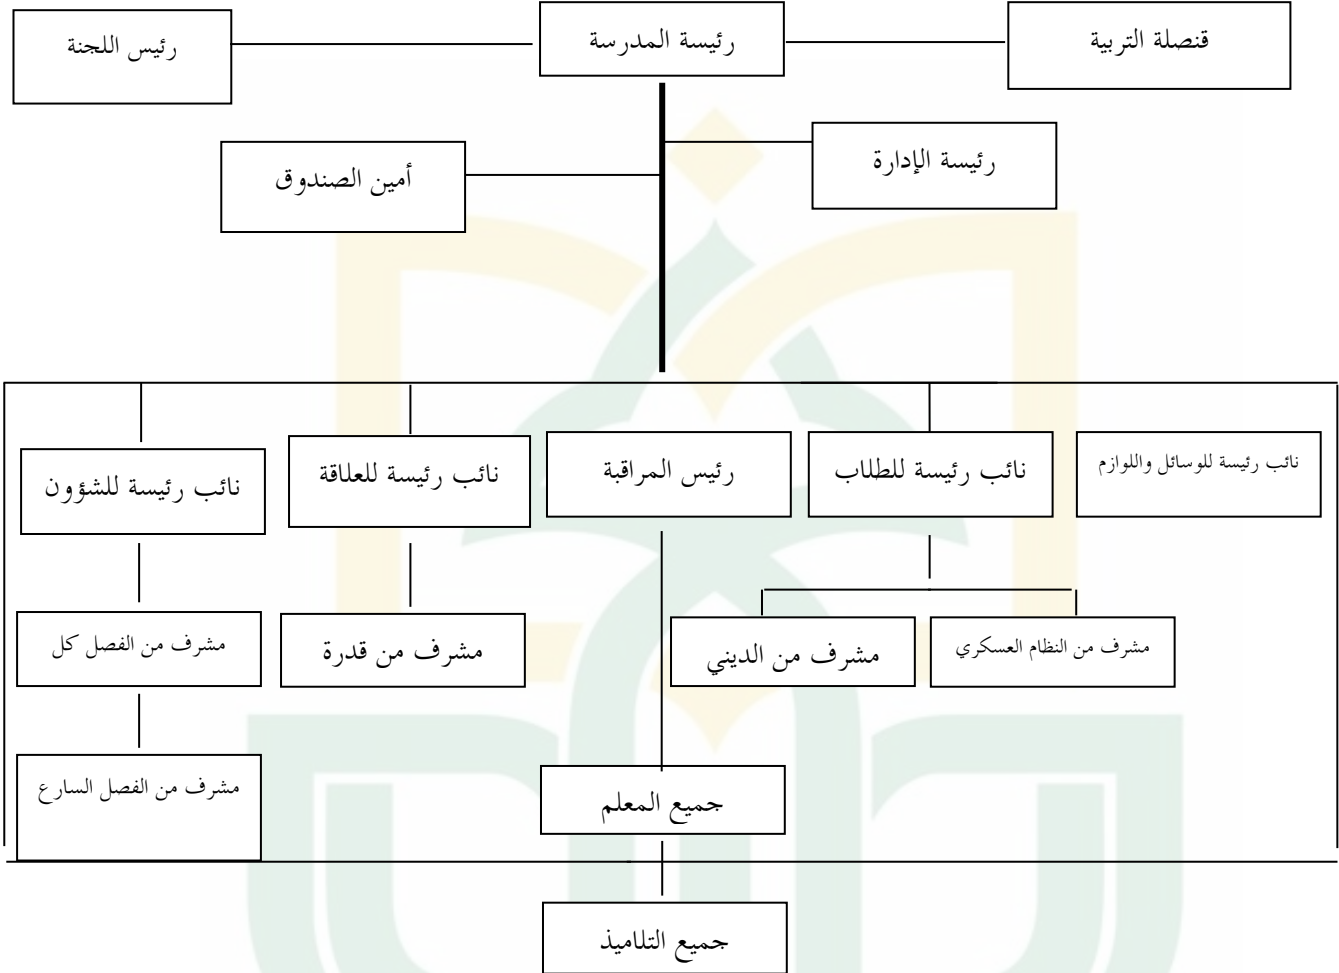 قنصلة التربية
رئيسة المدرسة
رئيس اللجنة
رئيسة الإدارة
أمين الصندوق
نائب رئيسة للوسائل واللوازم
نائب رئيسة للطلاب
رئيس المراقبة
نائب رئيسة للعلاقة
نائب رئيسة للشؤون
مشرف من النظام العسكري
مشرف من الديني
مشرف من قدرة
مشرف من الفصل كل
مشرف من الفصل السارع
جميع المعلم
جميع التلاميذ